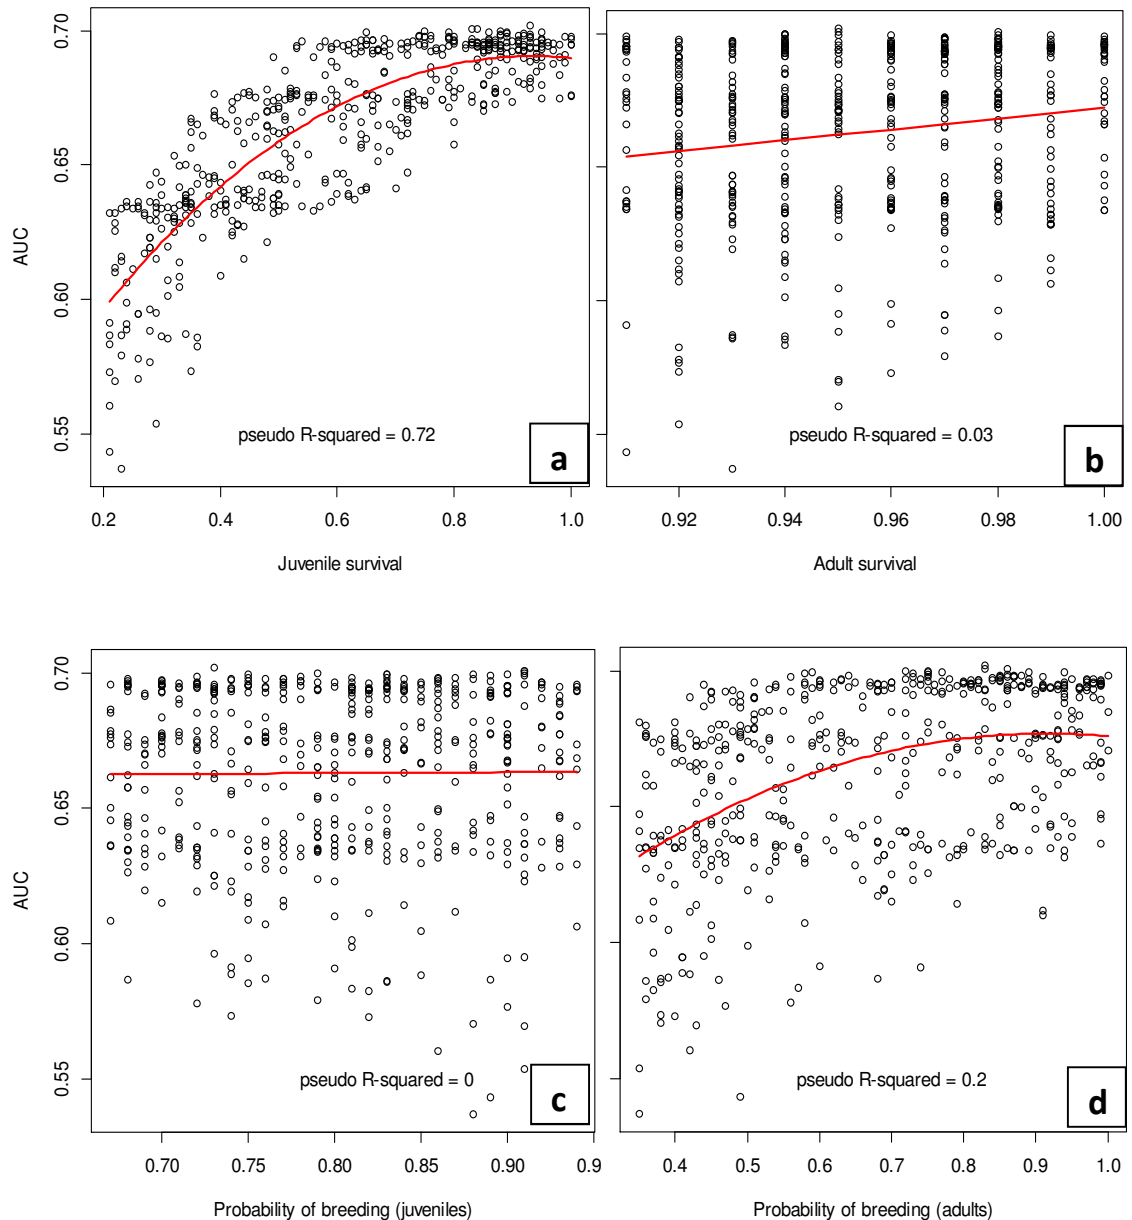 0.70
0.65
0.60
0.55
AUC
pseudo R-squared = 0.72
a
0.2 0.4 0.6 0.8 1.0
Juvenile survival
pseudo R-squared = 0.03
b
0.92 0.94 0.96 0.98 1.00
Adult survival
0.70
0.65
0.60
0.55
AUC
pseudo R-squared = 0
c
0.70 0.75 0.80 0.85 0.90 0.9
Probability of breeding (juveniles)
pseudo R-squared = 0.2
d
0.4 0.5 0.6 0.7 0.8 0.9 1.0
Probability of breeding (adults)